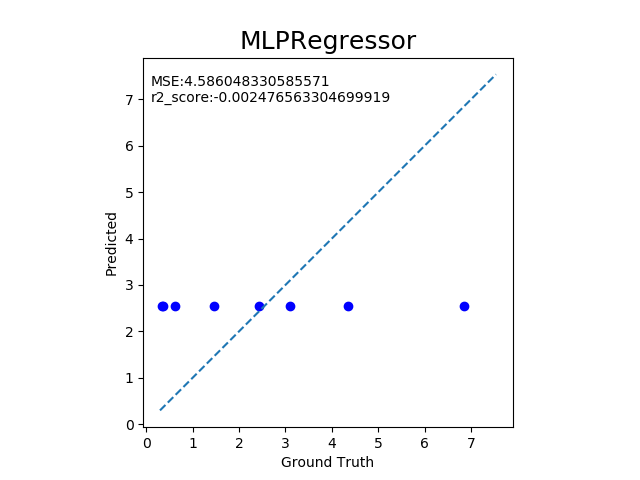 MLPRegressor
MSE:4.586048330585571
r2_score:-0.002476563304699919
7
6
5
4
3
2
1
0
Predicted
0 1 2 3 4 5 6 7
Ground Truth